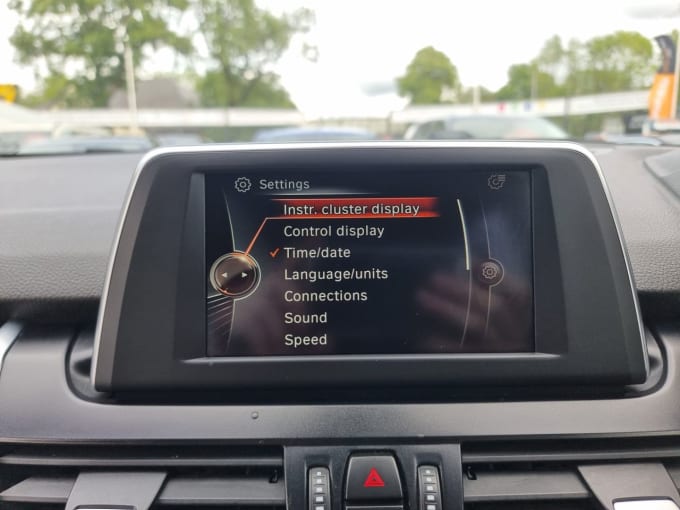 Settings
Instr. cluster display
Control display
Time/date
Language/units
Connections
Sound
Speed